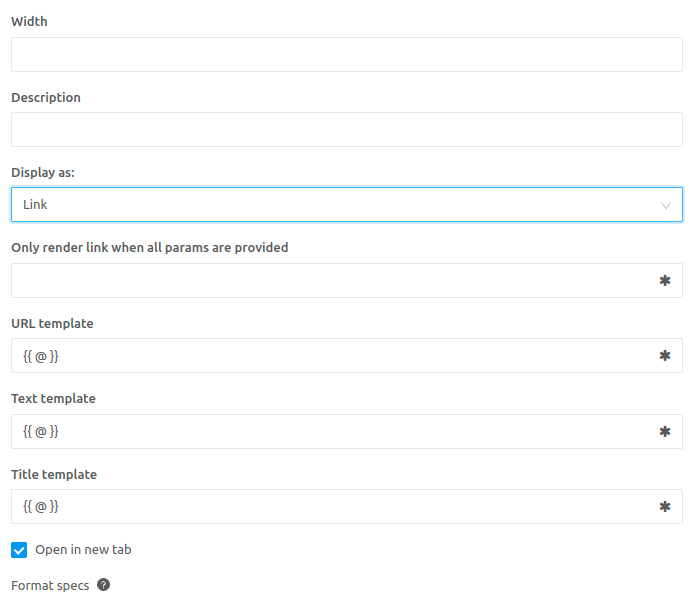 Width
Description
Display as:
Link
Only render link when all params are provided
✱
URL template
{{ @ }} ✱
Text template
{{ @ }} ✱
Title template
{{ @ }} ✱
Open in new tab
Format specs ?